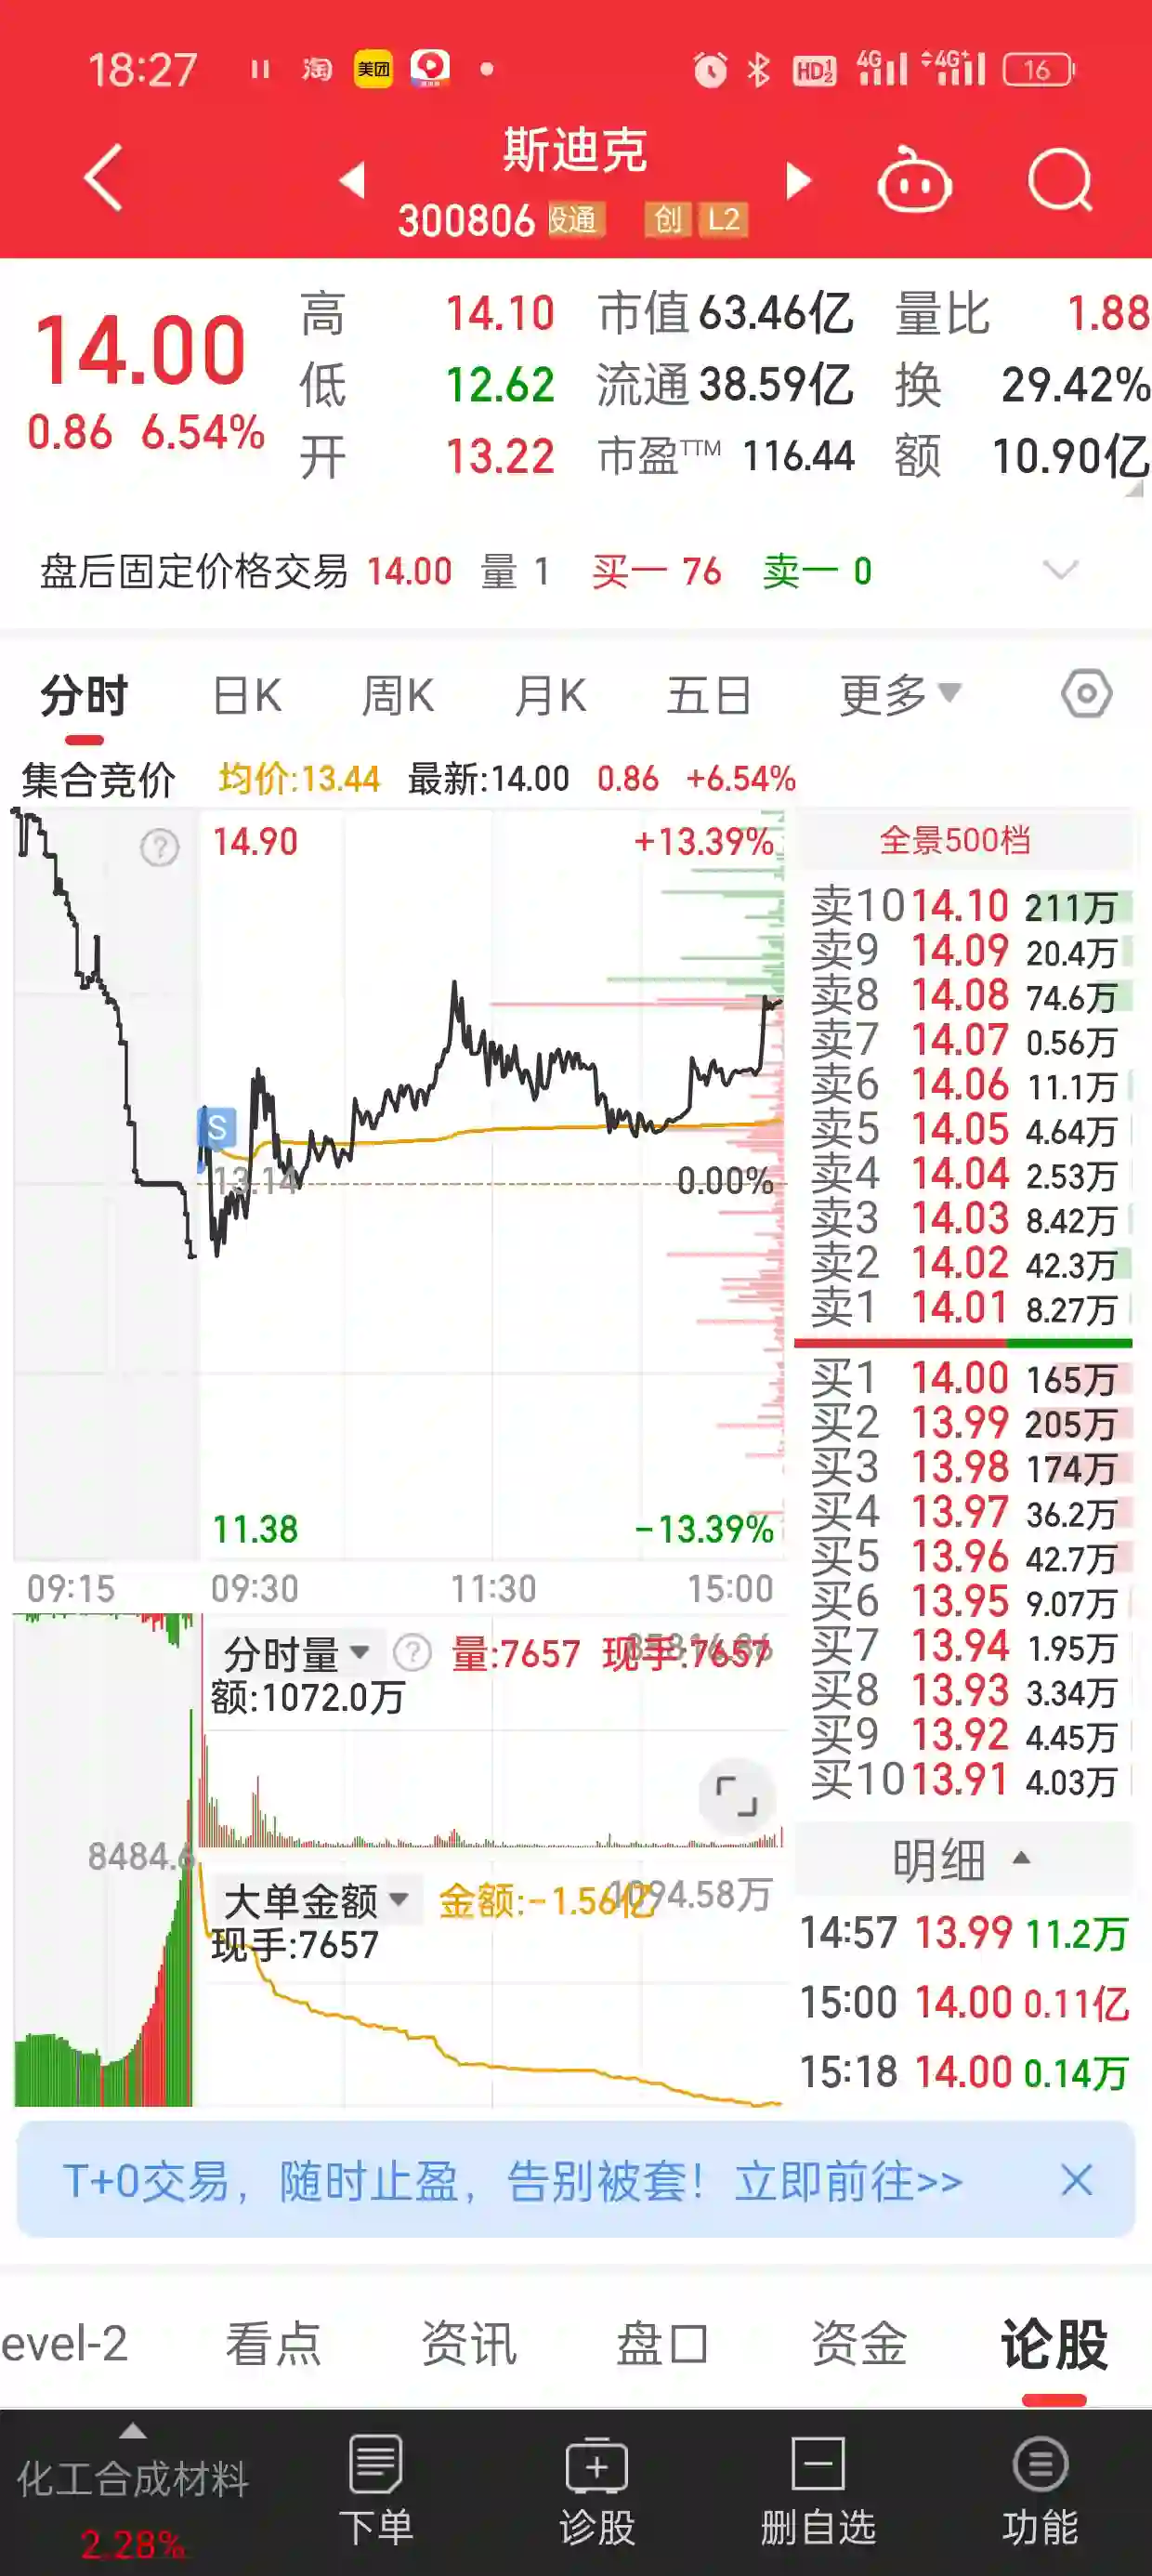 18:27 淘 美团 HD 4G 4G+ 16
斯迪克
300806 股通 创 L2
14.00
0.86 6.54%
高 14.10 市值 63.46亿 量比 1.88
低 12.62 流通 38.59亿 换 29.42%
开 13.22 市盈TTM 116.44 额 10.90亿
盘后固定价格交易 14.00 量 1 买一 76 卖一 0
分时 日K 周K 月K 五日 更多
集合竞价 均价:13.44 最新:14.00 0.86 +6.54%
14.90 +13.39%
S
13.14 0.00%
11.38 -13.39%
09:15 09:30 11:30 15:00
全景500档
卖10 14.10 211万
卖9 14.09 20.4万
卖8 14.08 74.6万
卖7 14.07 0.56万
卖6 14.06 11.1万
卖5 14.05 4.64万
卖4 14.04 2.53万
卖3 14.03 8.42万
卖2 14.02 42.3万
卖1 14.01 8.27万
买1 14.00 165万
买2 13.99 205万
买3 13.98 174万
买4 13.97 36.2万
买5 13.96 42.7万
买6 13.95 9.07万
买7 13.94 1.95万
买8 13.93 3.34万
买9 13.92 4.45万
买10 13.91 4.03万
分时量 ? 量:7657 现手:7657
额:1072.0万
8484.6
大单金额 金额:-1.56亿
现手:7657
明细
14:57 13.99 11.2万
15:00 14.00 0.11亿
15:18 14.00 0.14万
T+0交易，随时止盈，告别被套！立即前往>>
evel-2 看点 资讯 盘口 资金 论股
化工合成材料
2.28%
下单 诊股 删自选 功能